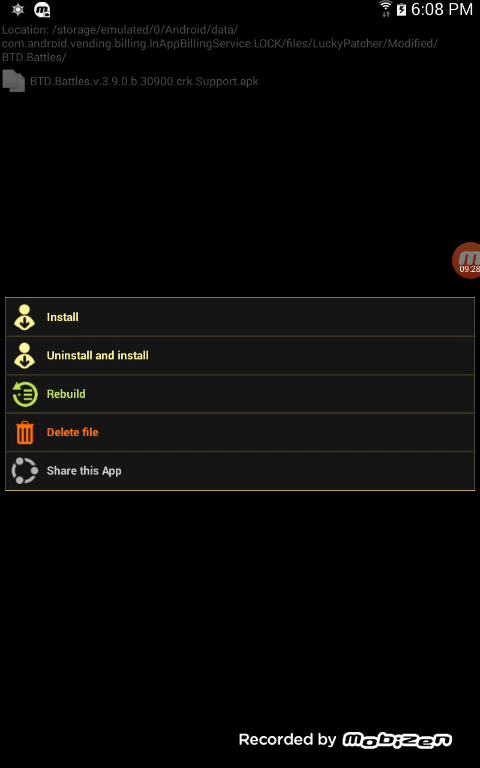 6:08 PM
Location: /storage/emulated/0/Android/data/
com.android.vending.billing.InAppBillingService.LOCK/files/LuckyPatcher/Modified/
BTD.Battles/
BTD.Battles.v.3.9.0.b.30900.crk.Support.apk
09:28
Install
Uninstall and install
Rebuild
Delete file
Share this App
Recorded by Mobizen